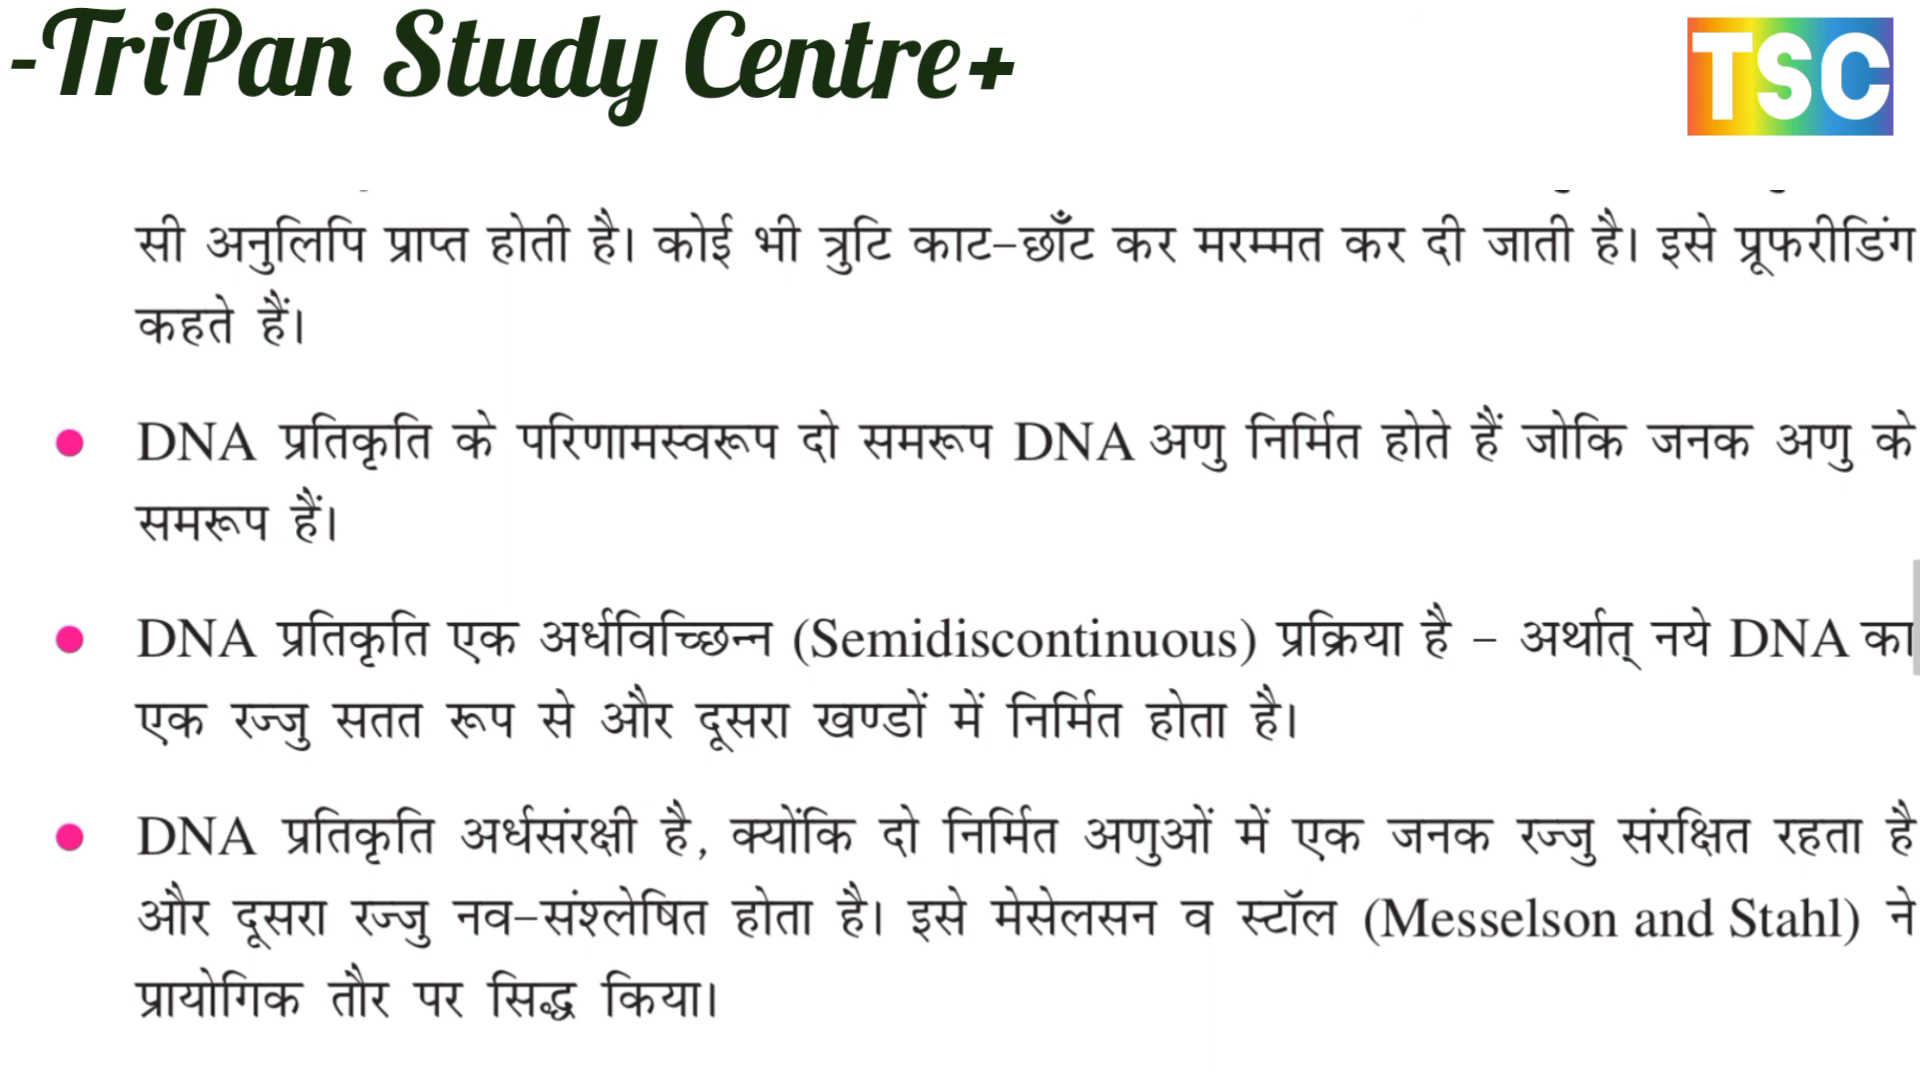 -TriPan Study Centre+
TSC
सी अनुलिपि प्राप्त होती है। कोई भी त्रुटि काट-छाँट कर मरम्मत कर दी जाती है। इसे प्रूफरीडिंग
कहते हैं।
DNA प्रतिकृति के परिणामस्वरूप दो समरूप DNA अणु निर्मित होते हैं जोकि जनक अणु के
समरूप हैं।
DNA प्रतिकृति एक अर्धविच्छिन्न (Semidiscontinuous) प्रक्रिया है – अर्थात् नये DNA का
एक रज्जु सतत रूप से और दूसरा खण्डों में निर्मित होता है।
DNA प्रतिकृति अर्धसंरक्षी है, क्योंकि दो निर्मित अणुओं में एक जनक रज्जु संरक्षित रहता है
और दूसरा रज्जु नव-संश्लेषित होता है। इसे मेसेलसन व स्टॉल (Messelson and Stahl) ने
प्रायोगिक तौर पर सिद्ध किया।